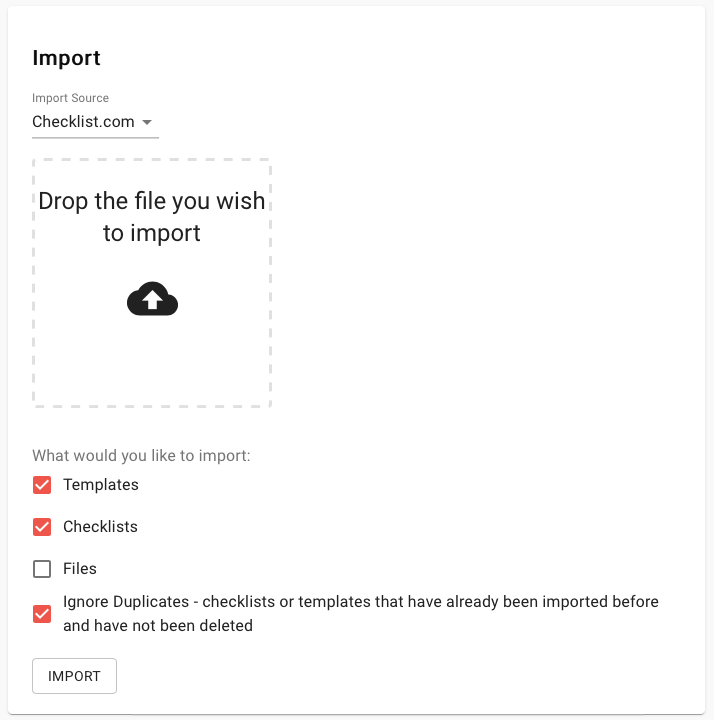 Import
Import Source
Checklist.com
Drop the file you wish
to import
What would you like to import:
Templates
Checklists
Files
Ignore Duplicates - checklists or templates that have already been imported before
and have not been deleted
IMPORT